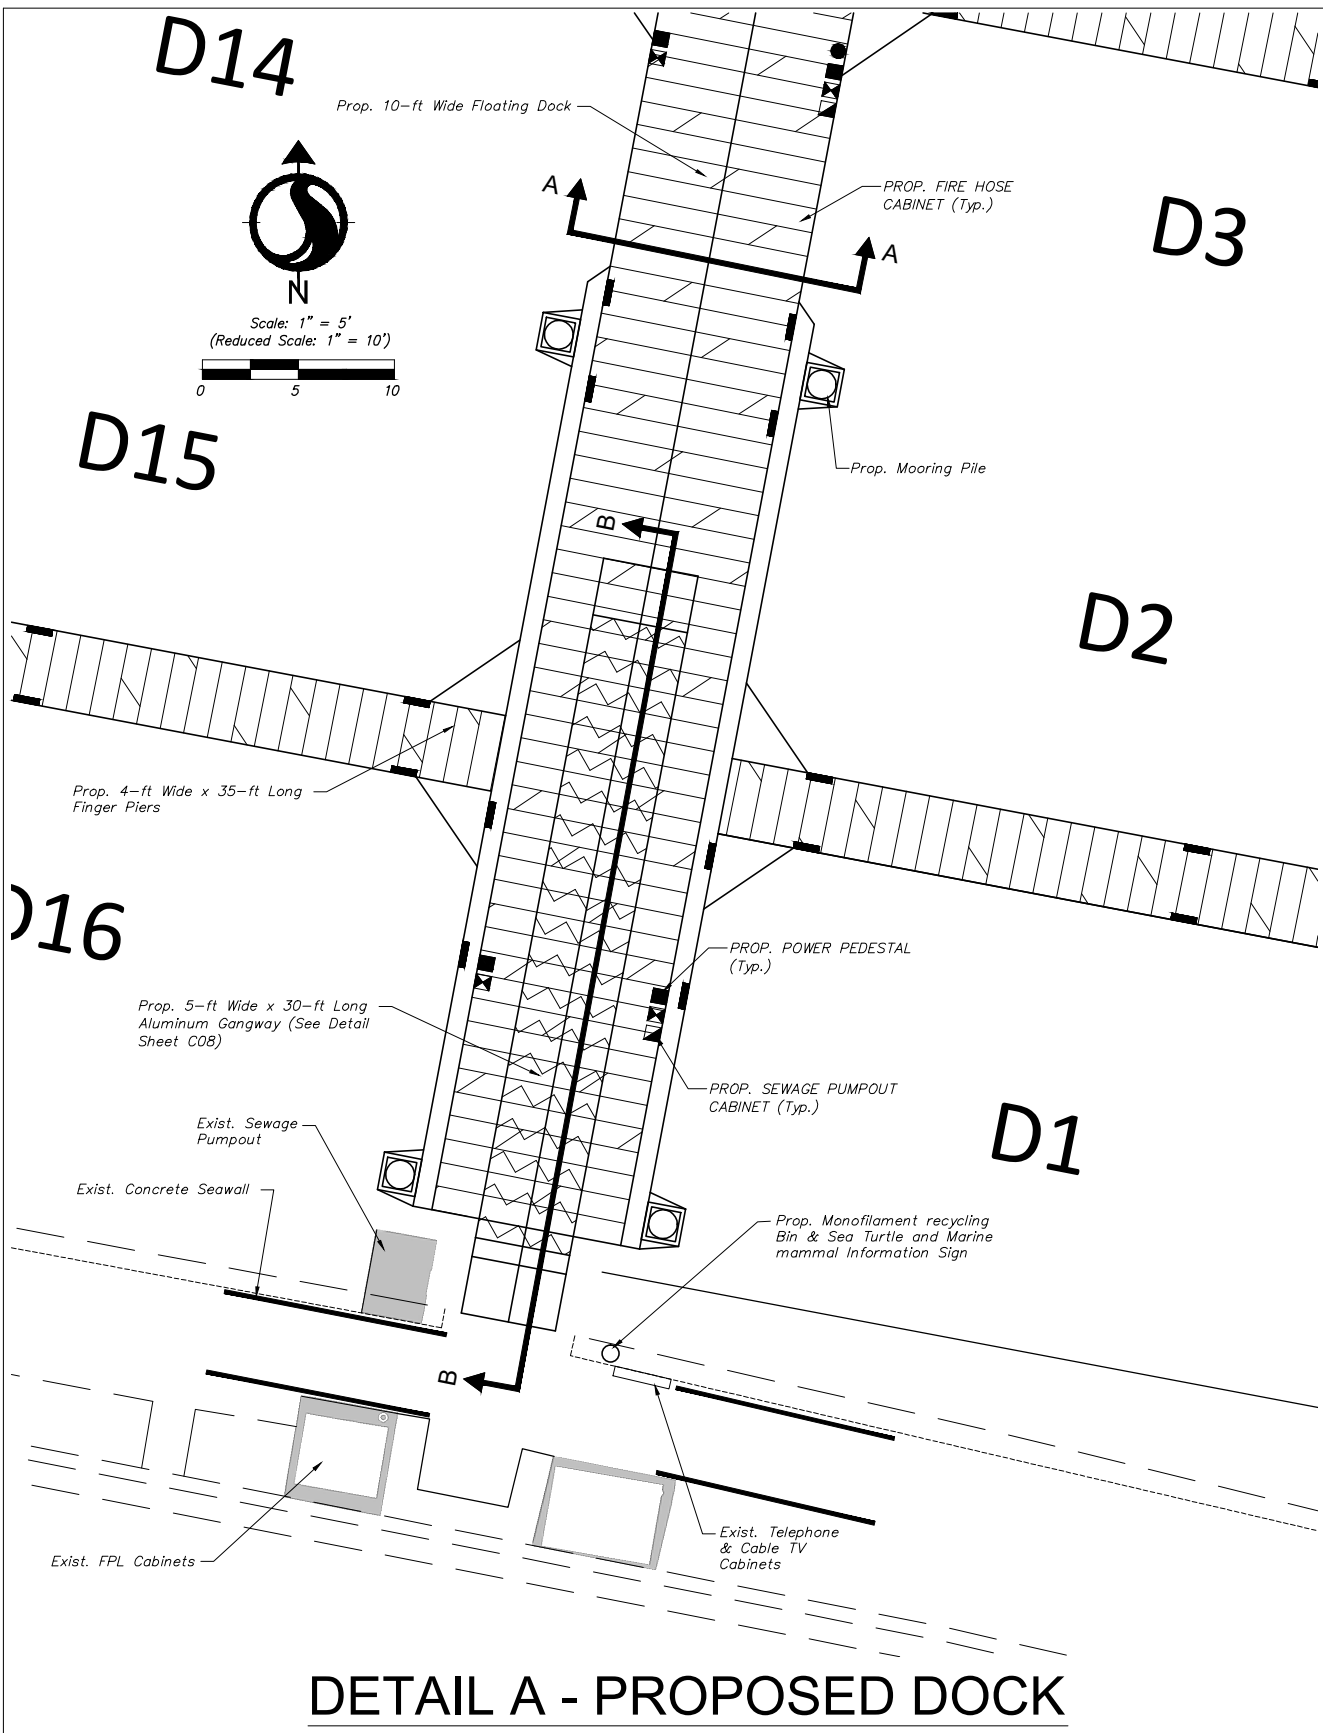 D14
Prop. 10-ft Wide Floating Dock
A
PROP. FIRE HOSE
CABINET (Typ.)
D3
A
N
Scale: 1" = 5'
(Reduced Scale: 1" = 10')
0 5 10
D15
Prop. Mooring Pile
B
D2
Prop. 4-ft Wide x 35-ft Long
Finger Piers
D16
PROP. POWER PEDESTAL
(Typ.)
Prop. 5-ft Wide x 30-ft Long
Aluminum Gangway (See Detail
Sheet C08)
PROP. SEWAGE PUMPOUT
CABINET (Typ.)
D1
Exist. Sewage
Pumpout
Exist. Concrete Seawall
Prop. Monofilament recycling
Bin & Sea Turtle and Marine
mammal Information Sign
B
Exist. Telephone
& Cable TV
Cabinets
Exist. FPL Cabinets
DETAIL A - PROPOSED DOCK